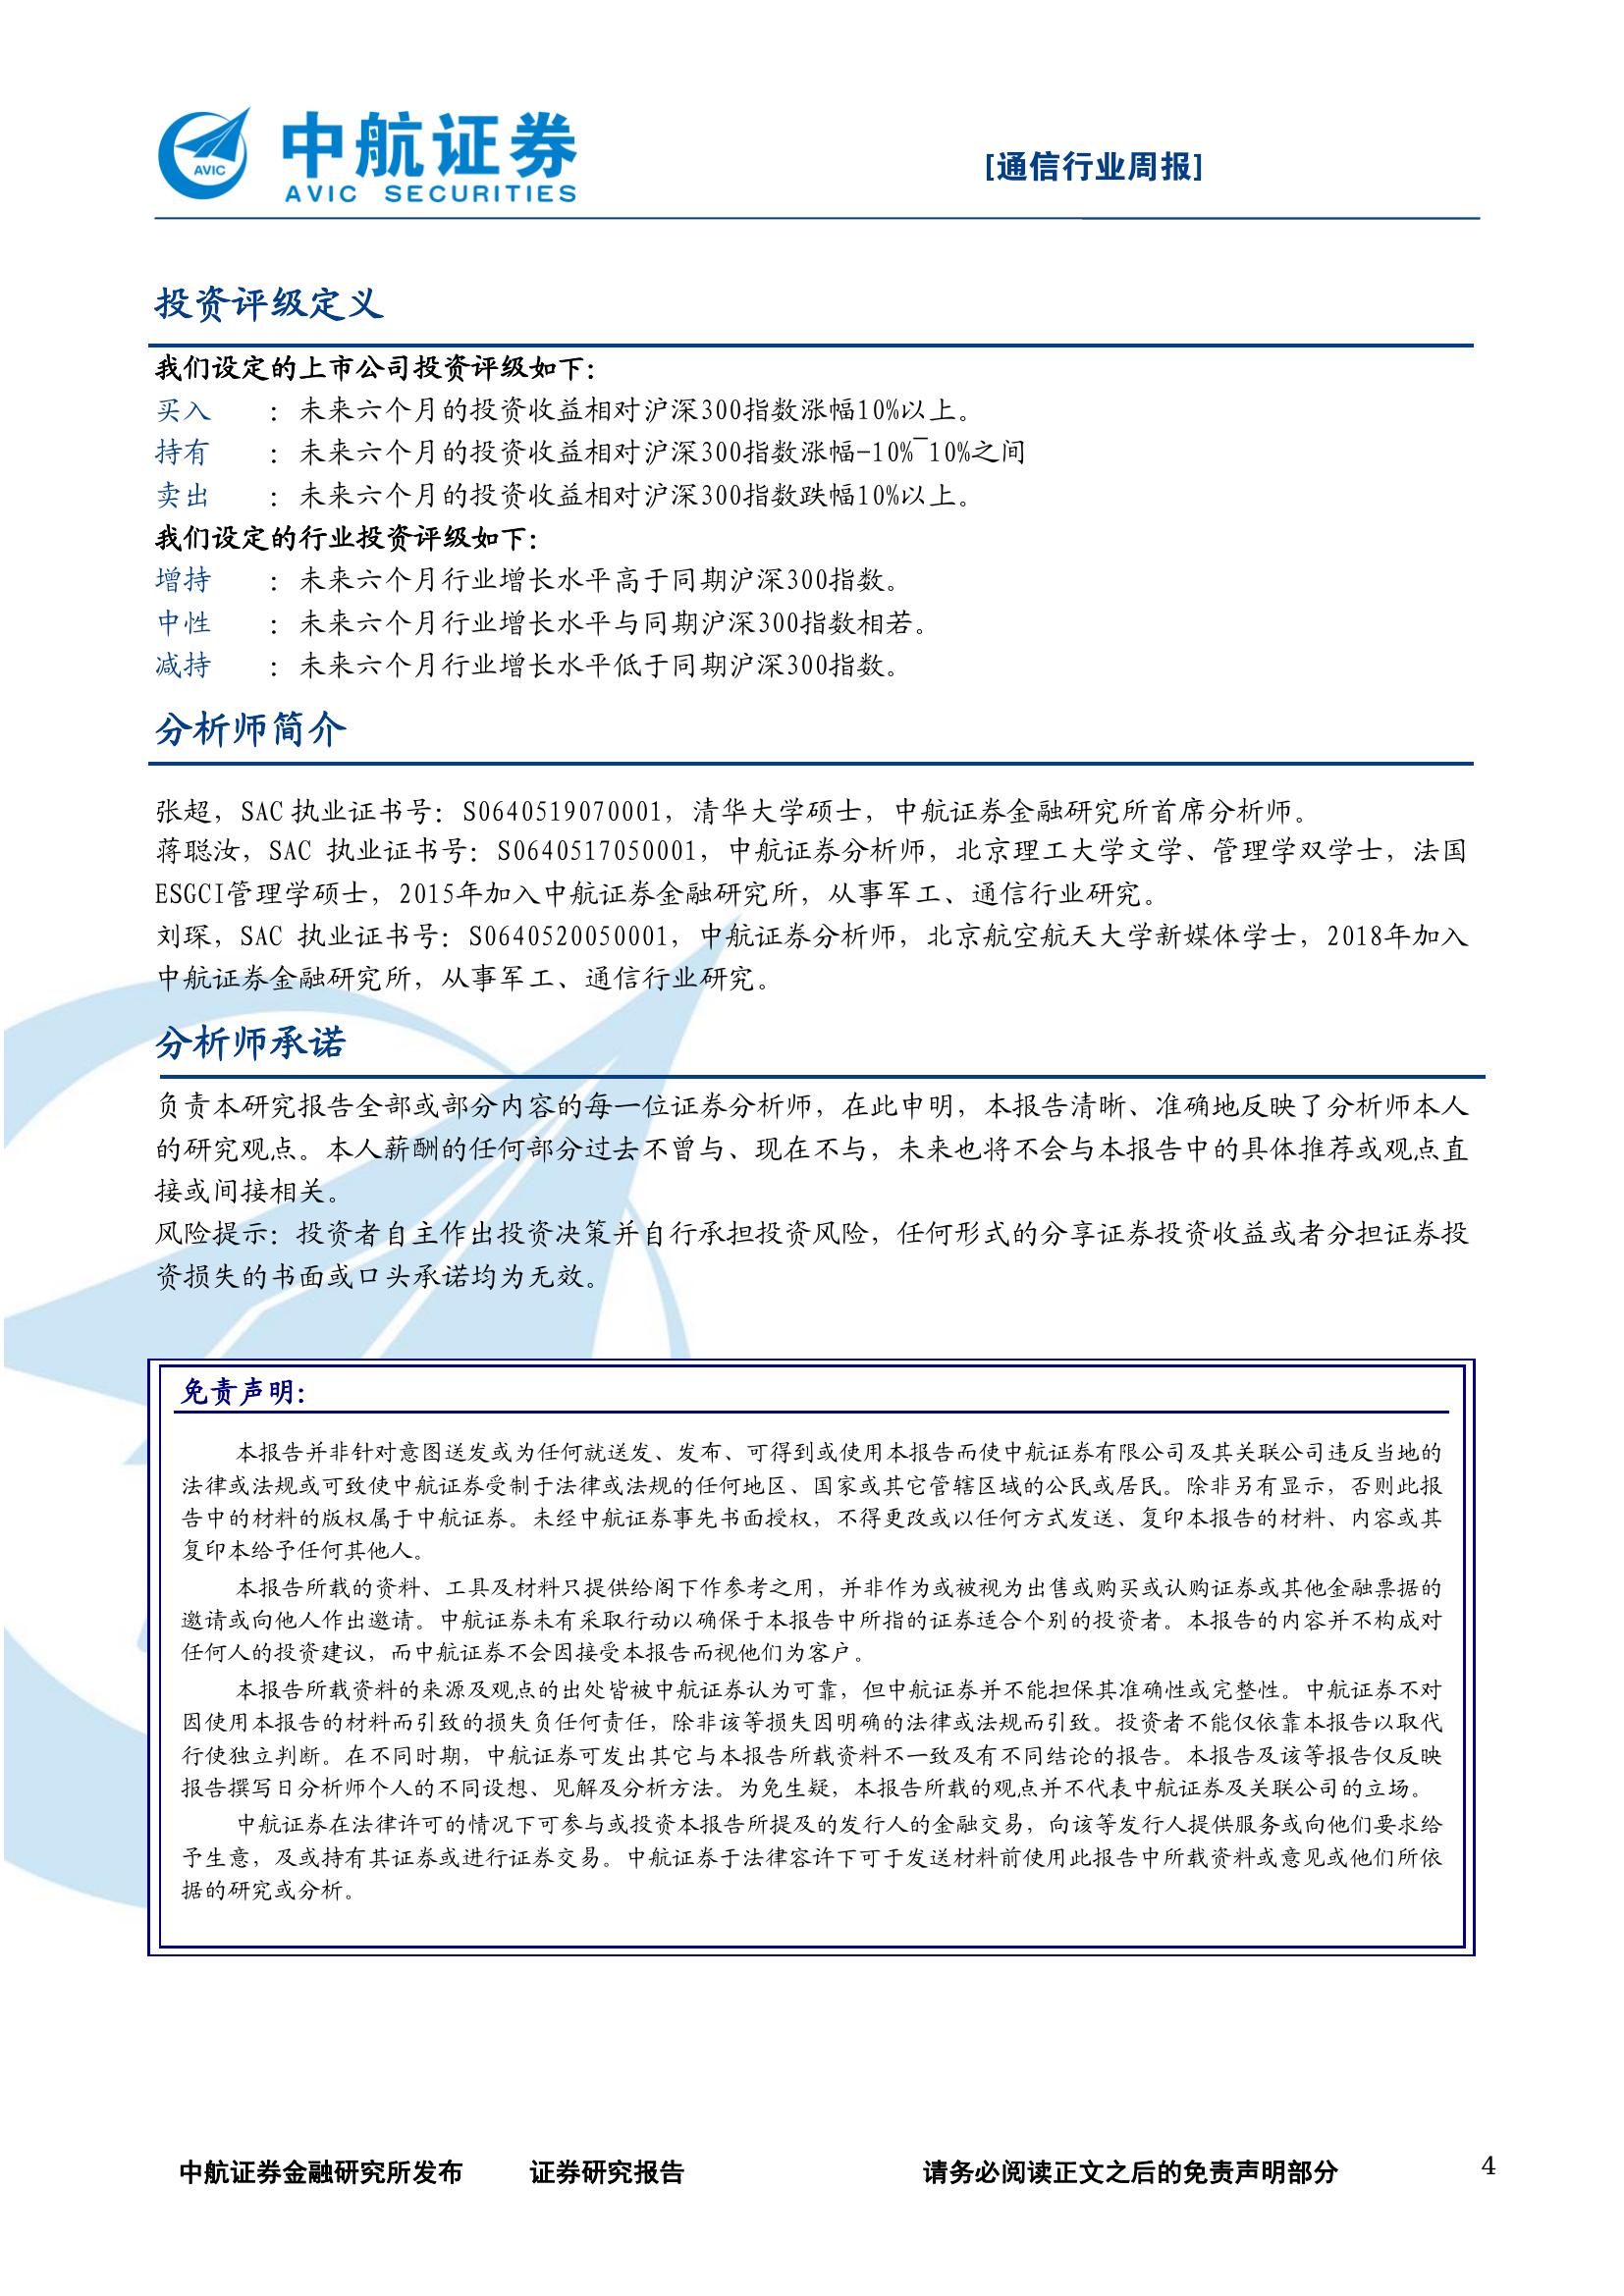 AVIC
中航证券
AVIC SECURITIES
[通信行业周报]
投资评级定义
我们设定的上市公司投资评级如下：
买入 ：未来六个月的投资收益相对沪深300指数涨幅10%以上。
持有 ：未来六个月的投资收益相对沪深300指数涨幅-10%~10%之间
卖出 ：未来六个月的投资收益相对沪深300指数跌幅10%以上。
我们设定的行业投资评级如下：
增持 ：未来六个月行业增长水平高于同期沪深300指数。
中性 ：未来六个月行业增长水平与同期沪深300指数相若。
减持 ：未来六个月行业增长水平低于同期沪深300指数。
分析师简介
张超，SAC 执业证书号：S0640519070001，清华大学硕士，中航证券金融研究所首席分析师。
蒋聪汝，SAC 执业证书号：S0640517050001，中航证券分析师，北京理工大学文学、管理学双学士，法国
ESGCI管理学硕士，2015年加入中航证券金融研究所，从事军工、通信行业研究。
刘琛，SAC 执业证书号：S0640520050001，中航证券分析师，北京航空航天大学新媒体学士，2018年加入
中航证券金融研究所，从事军工、通信行业研究。
分析师承诺
负责本研究报告全部或部分内容的每一位证券分析师，在此申明，本报告清晰、准确地反映了分析师本人
的研究观点。本人薪酬的任何部分过去不曾与、现在不与，未来也将不会与本报告中的具体推荐或观点直
接或间接相关。
风险提示：投资者自主作出投资决策并自行承担投资风险，任何形式的分享证券投资收益或者分担证券投
资损失的书面或口头承诺均为无效。
免责声明：
本报告并非针对意图送发或为任何就送发、发布、可得到或使用本报告而使中航证券有限公司及其关联公司违反当地的
法律或法规或可致使中航证券受制于法律或法规的任何地区、国家或其它管辖区域的公民或居民。除非另有显示，否则此报
告中的材料的版权属于中航证券。未经中航证券事先书面授权，不得更改或以任何方式发送、复印本报告的材料、内容或其
复印本给予任何其他人。
本报告所载的资料、工具及材料只提供给阁下作参考之用，并非作为或被视为出售或购买或认购证券或其他金融票据的
邀请或向他人作出邀请。中航证券未有采取行动以确保于本报告中所指的证券适合个别的投资者。本报告的内容并不构成对
任何人的投资建议，而中航证券不会因接受本报告而视他们为客户。
本报告所载资料的来源及观点的出处皆被中航证券认为可靠，但中航证券并不能担保其准确性或完整性。中航证券不对
因使用本报告的材料而引致的损失负任何责任，除非该等损失因明确的法律或法规而引致。投资者不能仅依靠本报告以取代
行使独立判断。在不同时期，中航证券可发出其它与本报告所载资料不一致及有不同结论的报告。本报告及该等报告仅反映
报告撰写日分析师个人的不同设想、见解及分析方法。为免生疑，本报告所载的观点并不代表中航证券及关联公司的立场。
中航证券在法律许可的情况下可参与或投资本报告所提及的发行人的金融交易，向该等发行人提供服务或向他们要求给
予生意，及或持有其证券或进行证券交易。中航证券于法律容许下可于发送材料前使用此报告中所载资料或意见或他们所依
据的研究或分析。
中航证券金融研究所发布 证券研究报告 请务必阅读正文之后的免责声明部分 4